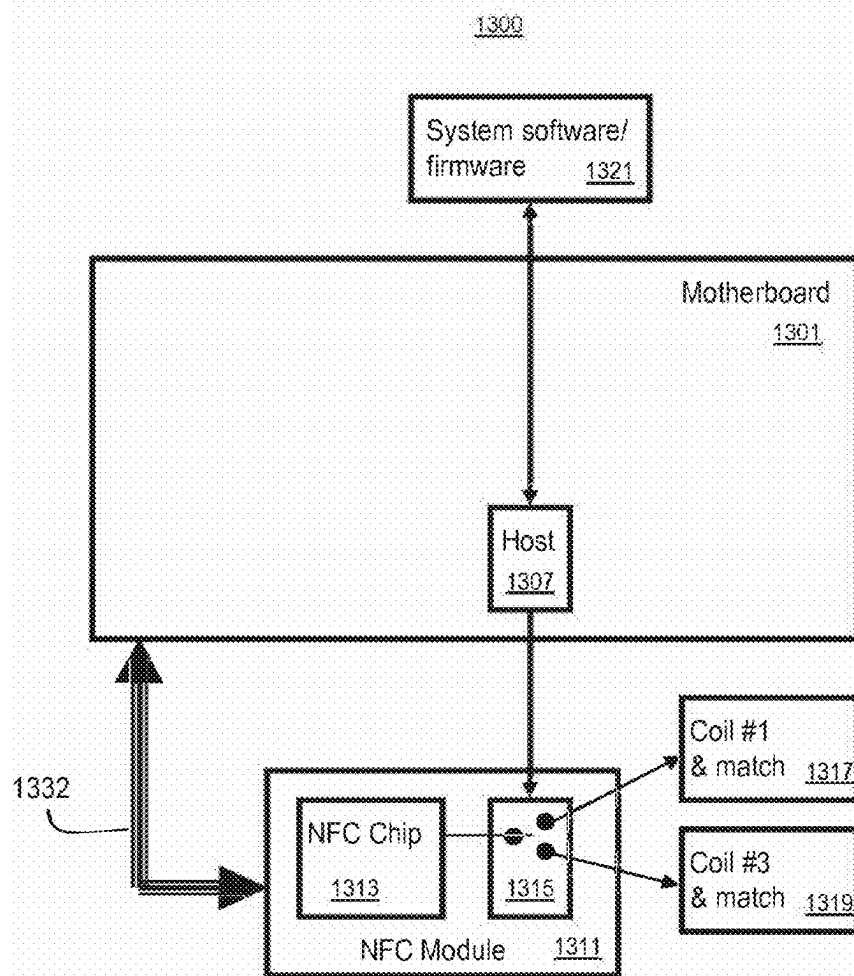 1300
System software/
firmware 1321
Motherboard
1301
Host
1307
Coil #1
& match 1317
1332
NFC Chip
1313
1315
Coil #3
& match 1319
NFC Module 1311